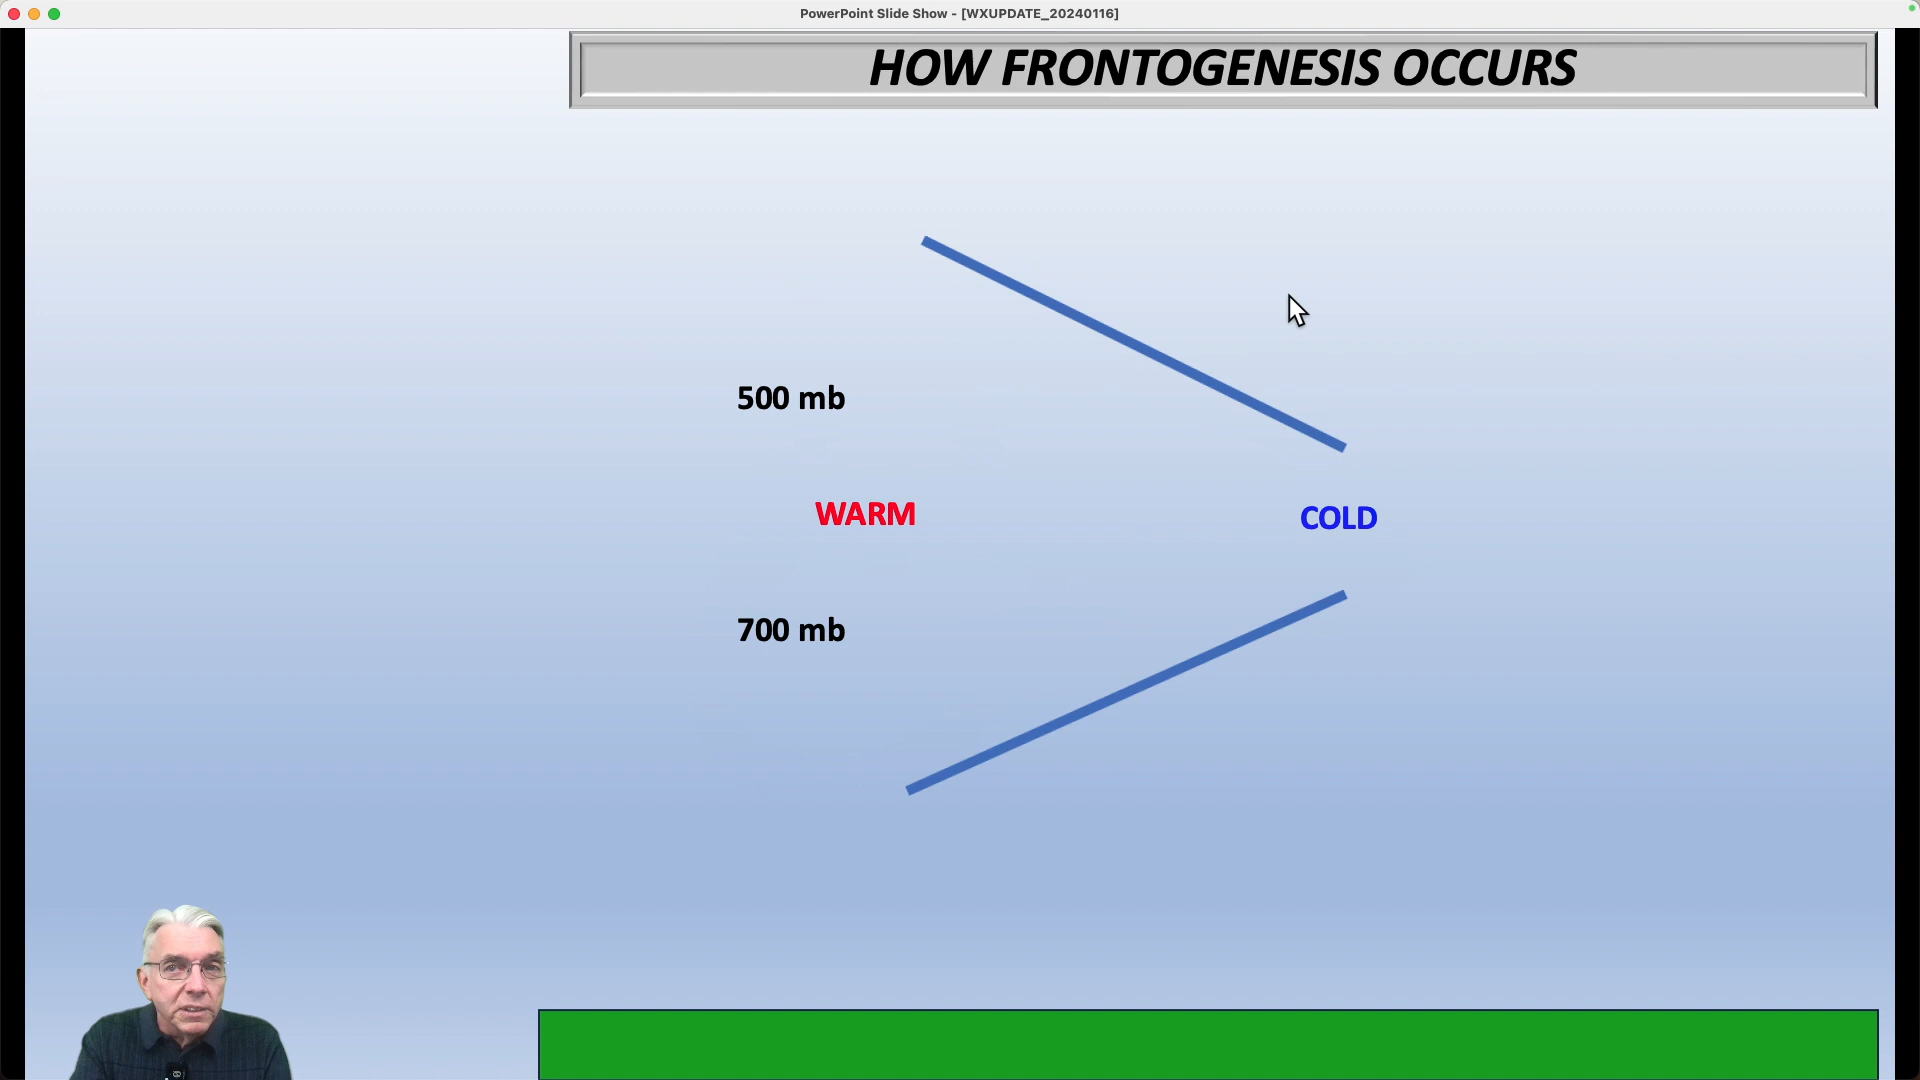 PowerPoint Slide Show - [WXUPDATE_20240116]
HOW FRONTOGENESIS OCCURS
500 mb
WARM
COLD
700 mb